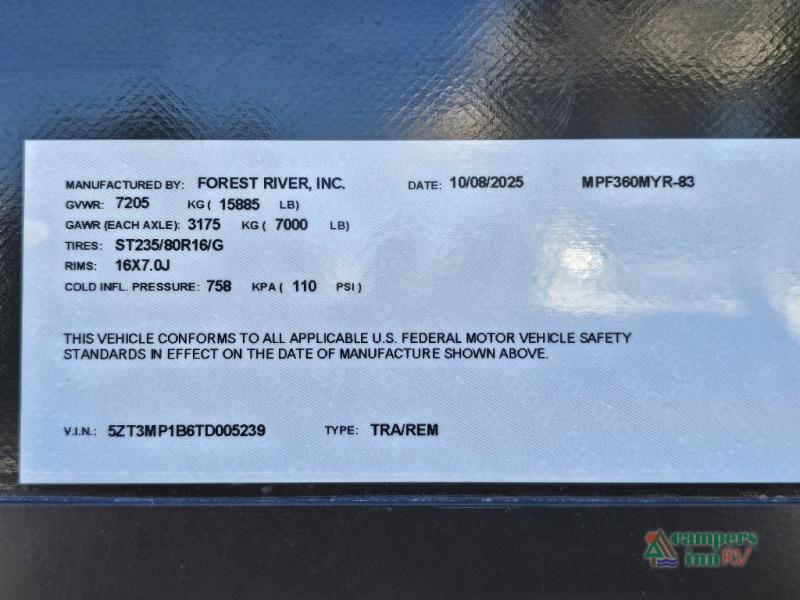 MANUFACTURED BY: FOREST RIVER, INC. DATE: 10/08/2025 MPF360MYR-83
GVWR: 7205 KG ( 15885 LB)
GAWR (EACH AXLE): 3175 KG ( 7000 LB)
TIRES: ST235/80R16/G
RIMS: 16X7.0J
COLD INFL. PRESSURE: 758 KPA ( 110 PSI )
THIS VEHICLE CONFORMS TO ALL APPLICABLE U.S. FEDERAL MOTOR VEHICLE SAFETY
STANDARDS IN EFFECT ON THE DATE OF MANUFACTURE SHOWN ABOVE.
V.I.N.: 5ZT3MP1B6TD005239 TYPE: TRA/REM
campers
inn RV